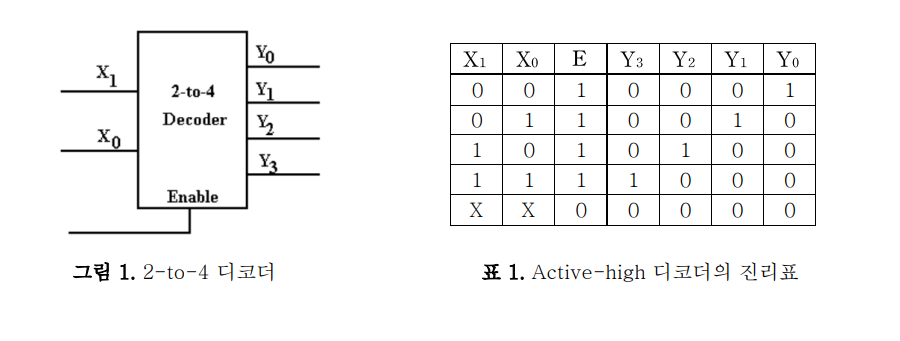 X1
X0
2-to-4
Decoder
Enable
Y0
Y1
Y2
Y3
그림 1. 2-to-4 디코더
X1 X0 E Y3 Y2 Y1 Y0
0 0 1 0 0 0 1
0 1 1 0 0 1 0
1 0 1 0 1 0 0
1 1 1 1 0 0 0
X X 0 0 0 0 0
표 1. Active-high 디코더의 진리표